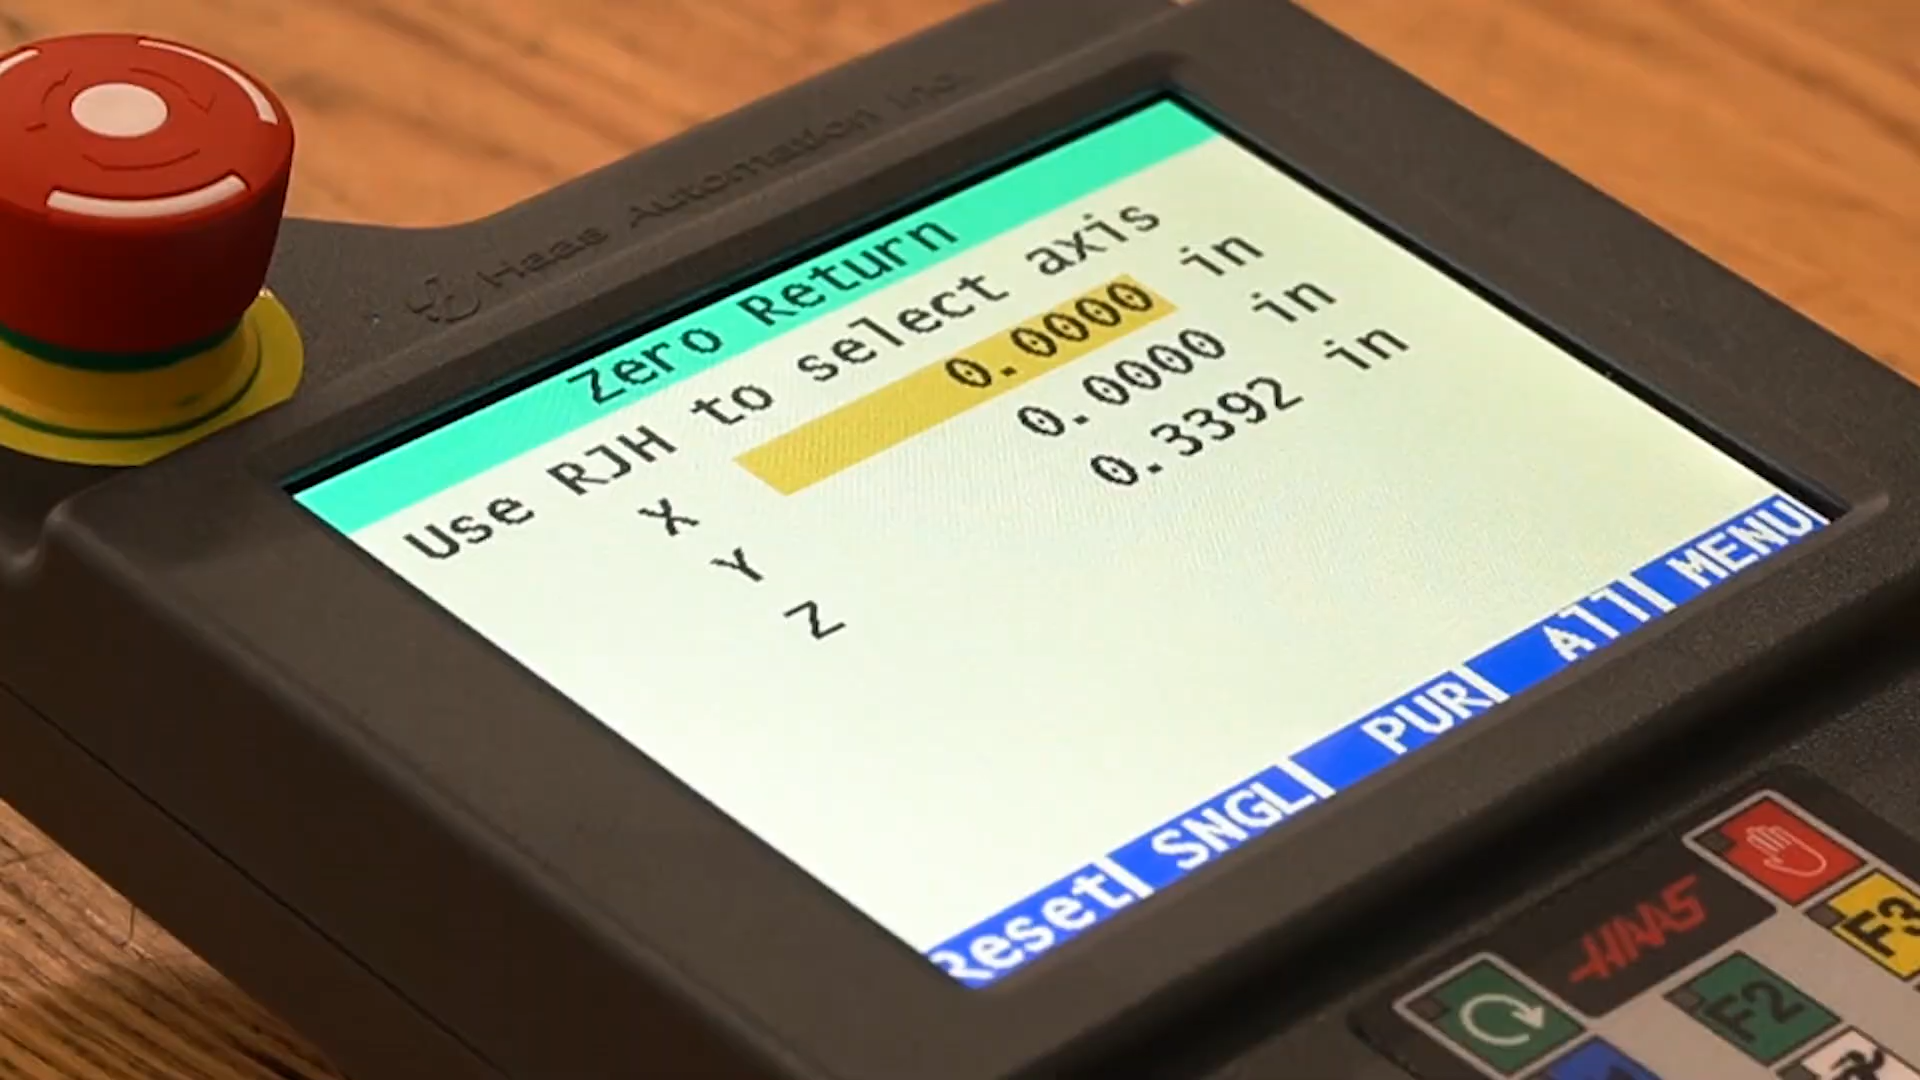 Haas Automation Inc.
Zero Return
Use RJH to select axis
X 0.0000 in
Y 0.0000 in
Z 0.3392 in
Reset SNGL PUR All MENU
HAAS
F3
F2